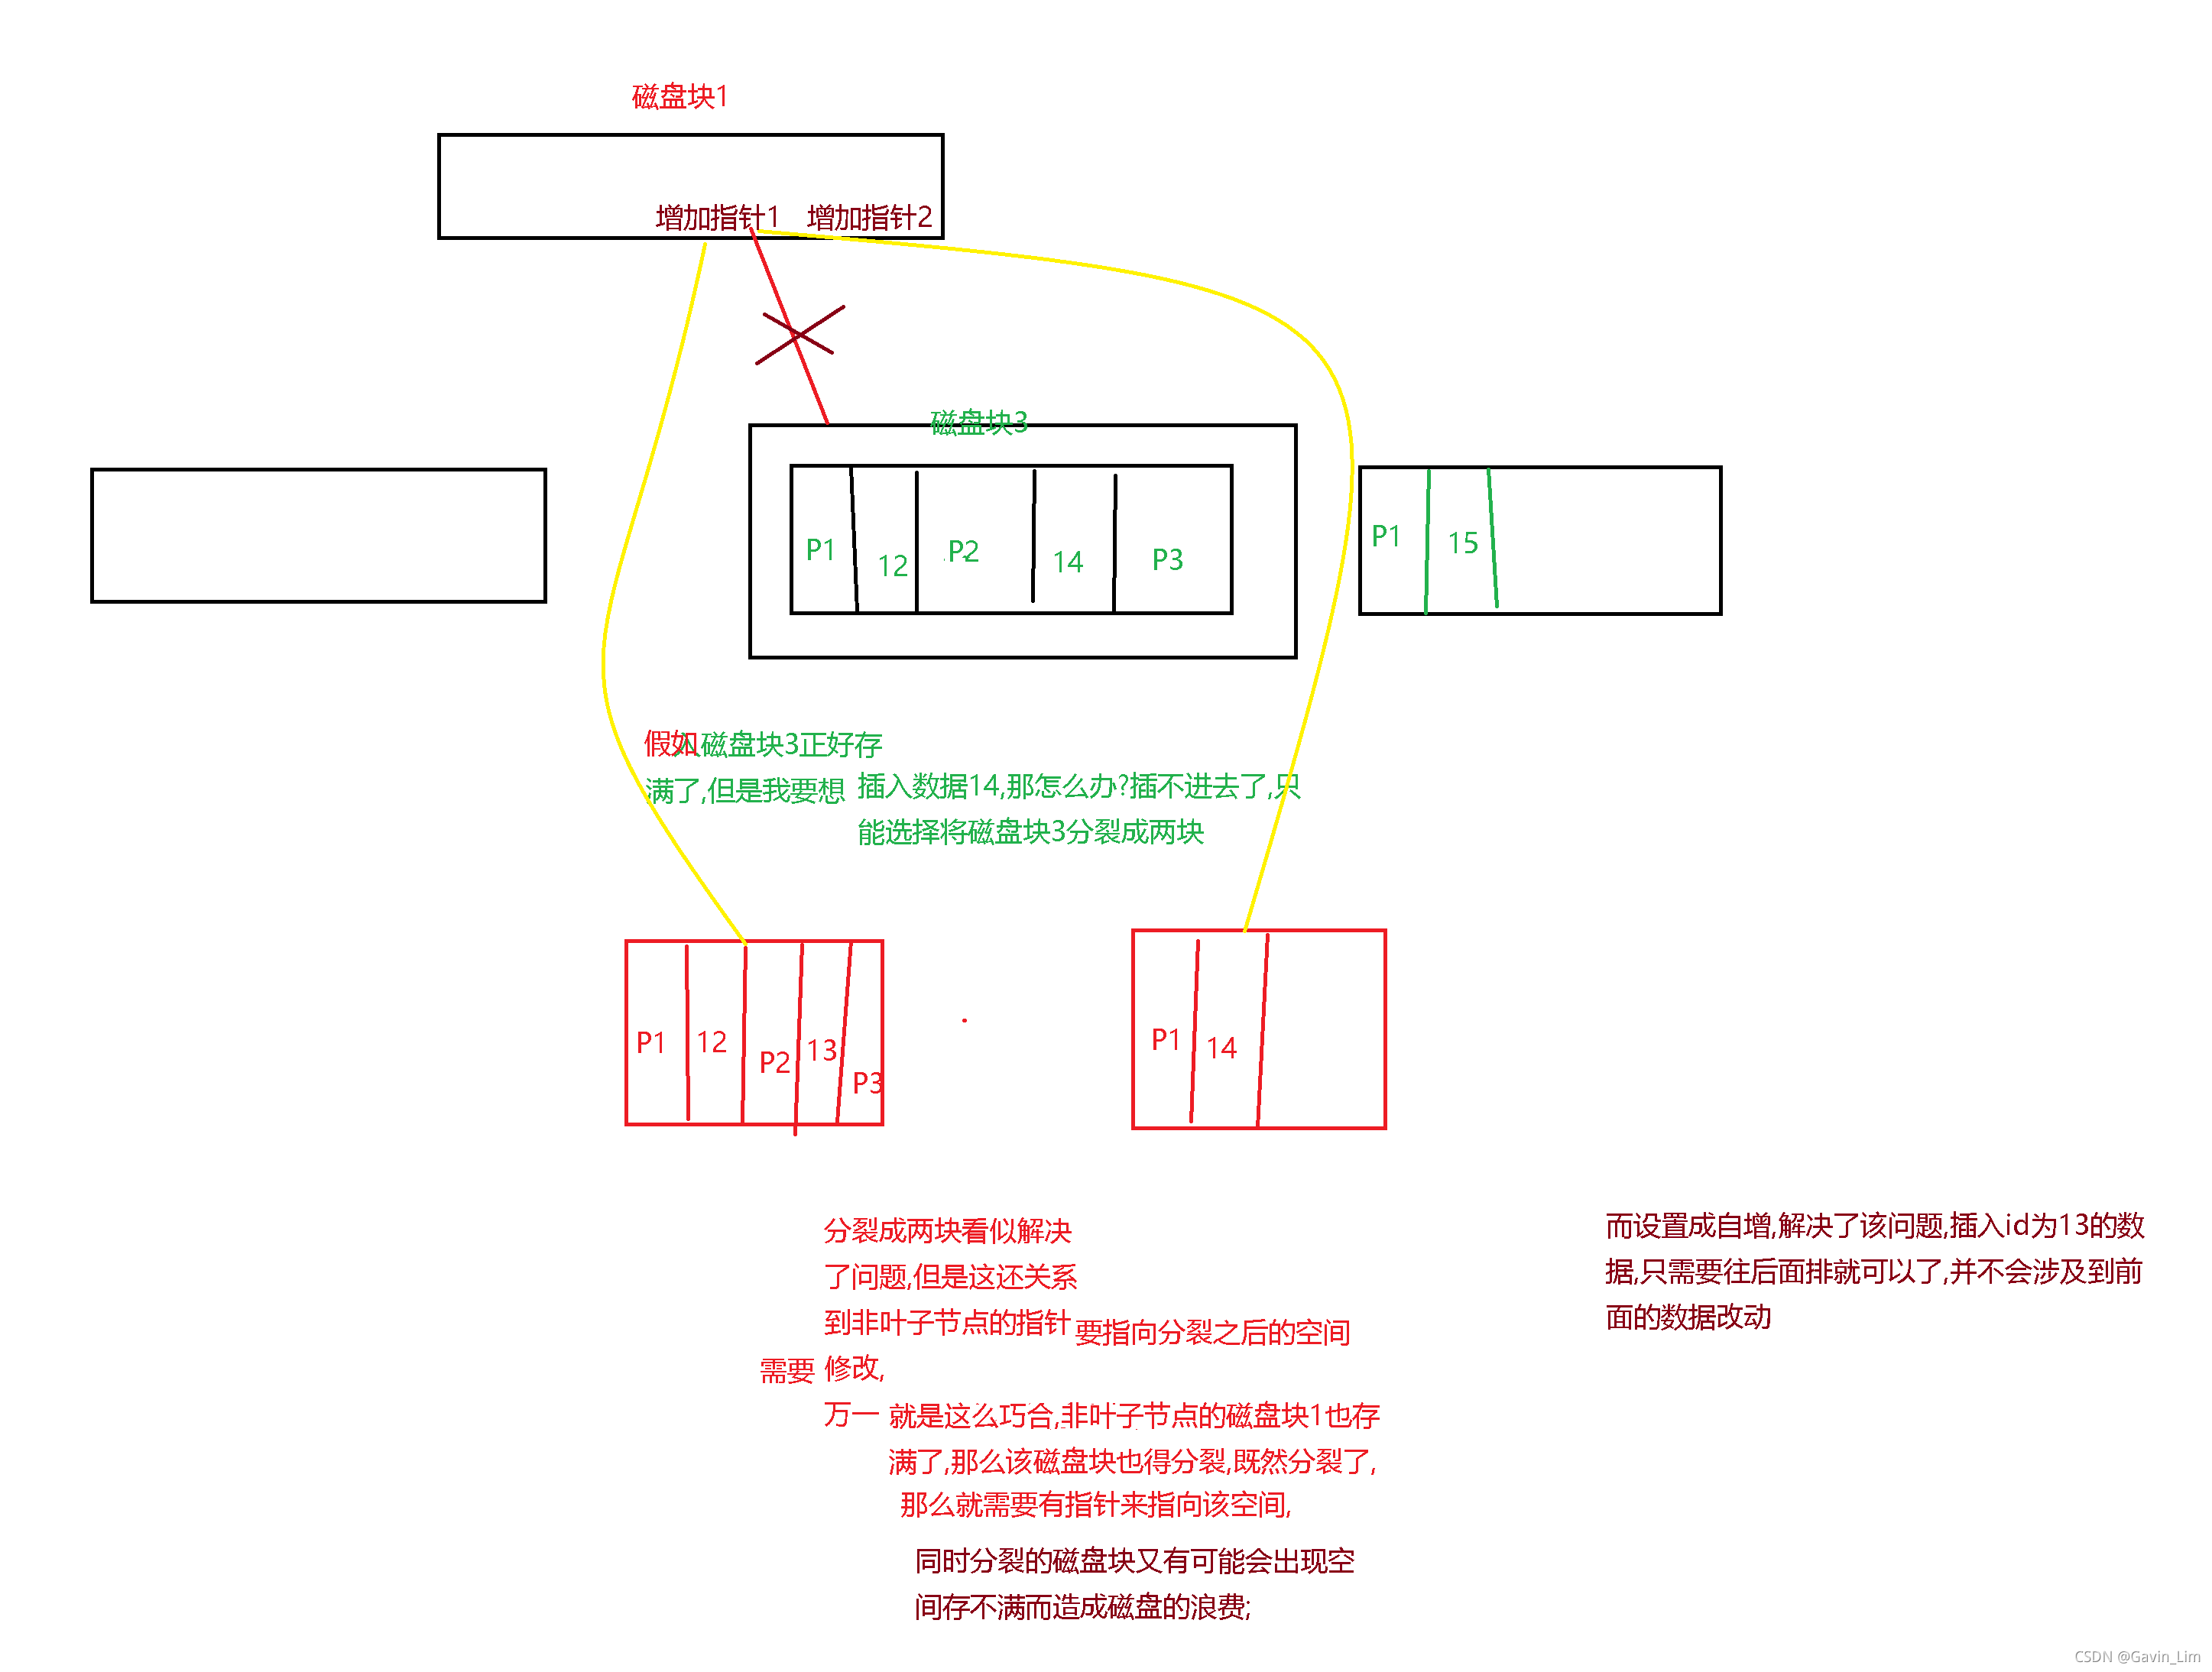 磁盘块1
增加指针1 增加指针2
磁盘块3
P1 12 P2 14 P3
P1 15
假如入磁盘块3正好存
满了,但是我要想 插入数据14,那怎么办?插不进去了,只
能选择将磁盘块3分裂成两块
P1 12 P2 13 P3
P1 14
分裂成两块看似解决
了问题,但是这还关系
到非叶子节点的指针 要指向分裂之后的空间
需要 修改,
万一 就是这么巧合,非叶子节点的磁盘块1也存
满了,那么该磁盘块也得分裂,既然分裂了,
那么就需要有指针来指向该空间,
同时分裂的磁盘块又有可能会出现空
间存不满而造成磁盘的浪费;
而设置成自增,解决了该问题,插入id为13的数
据,只需要往后面排就可以了,并不会涉及到前
面的数据改动
CSDN @Gavin_Lim